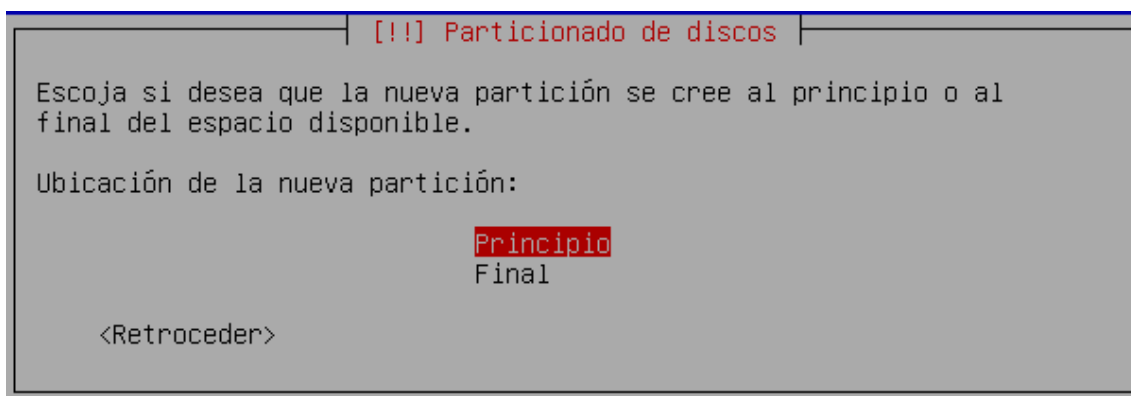 [!!] Particionado de discos
Escoja si desea que la nueva partición se cree al principio o al
final del espacio disponible.
Ubicación de la nueva partición:
Principio
Final
<Retroceder>